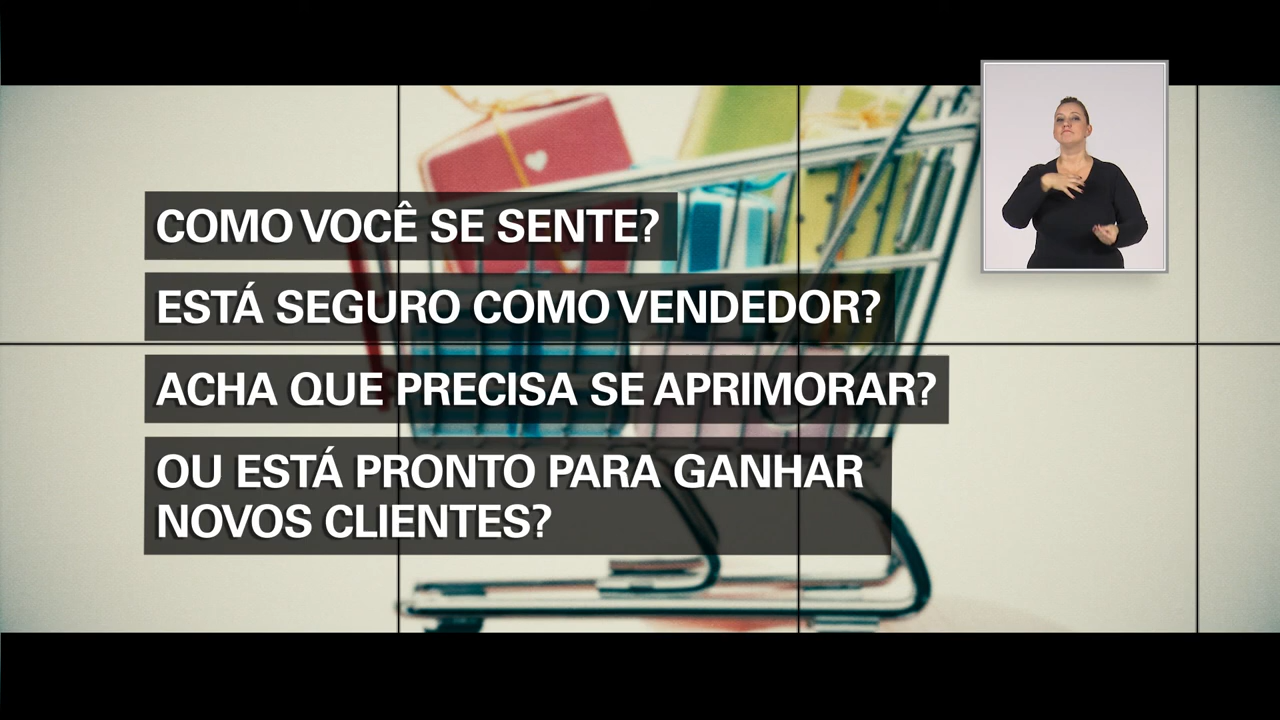 COMO VOCÊ SE SENTE?
ESTÁ SEGURO COMO VENDEDOR?
ACHA QUE PRECISA SE APRIMORAR?
OU ESTÁ PRONTO PARA GANHAR
NOVOS CLIENTES?